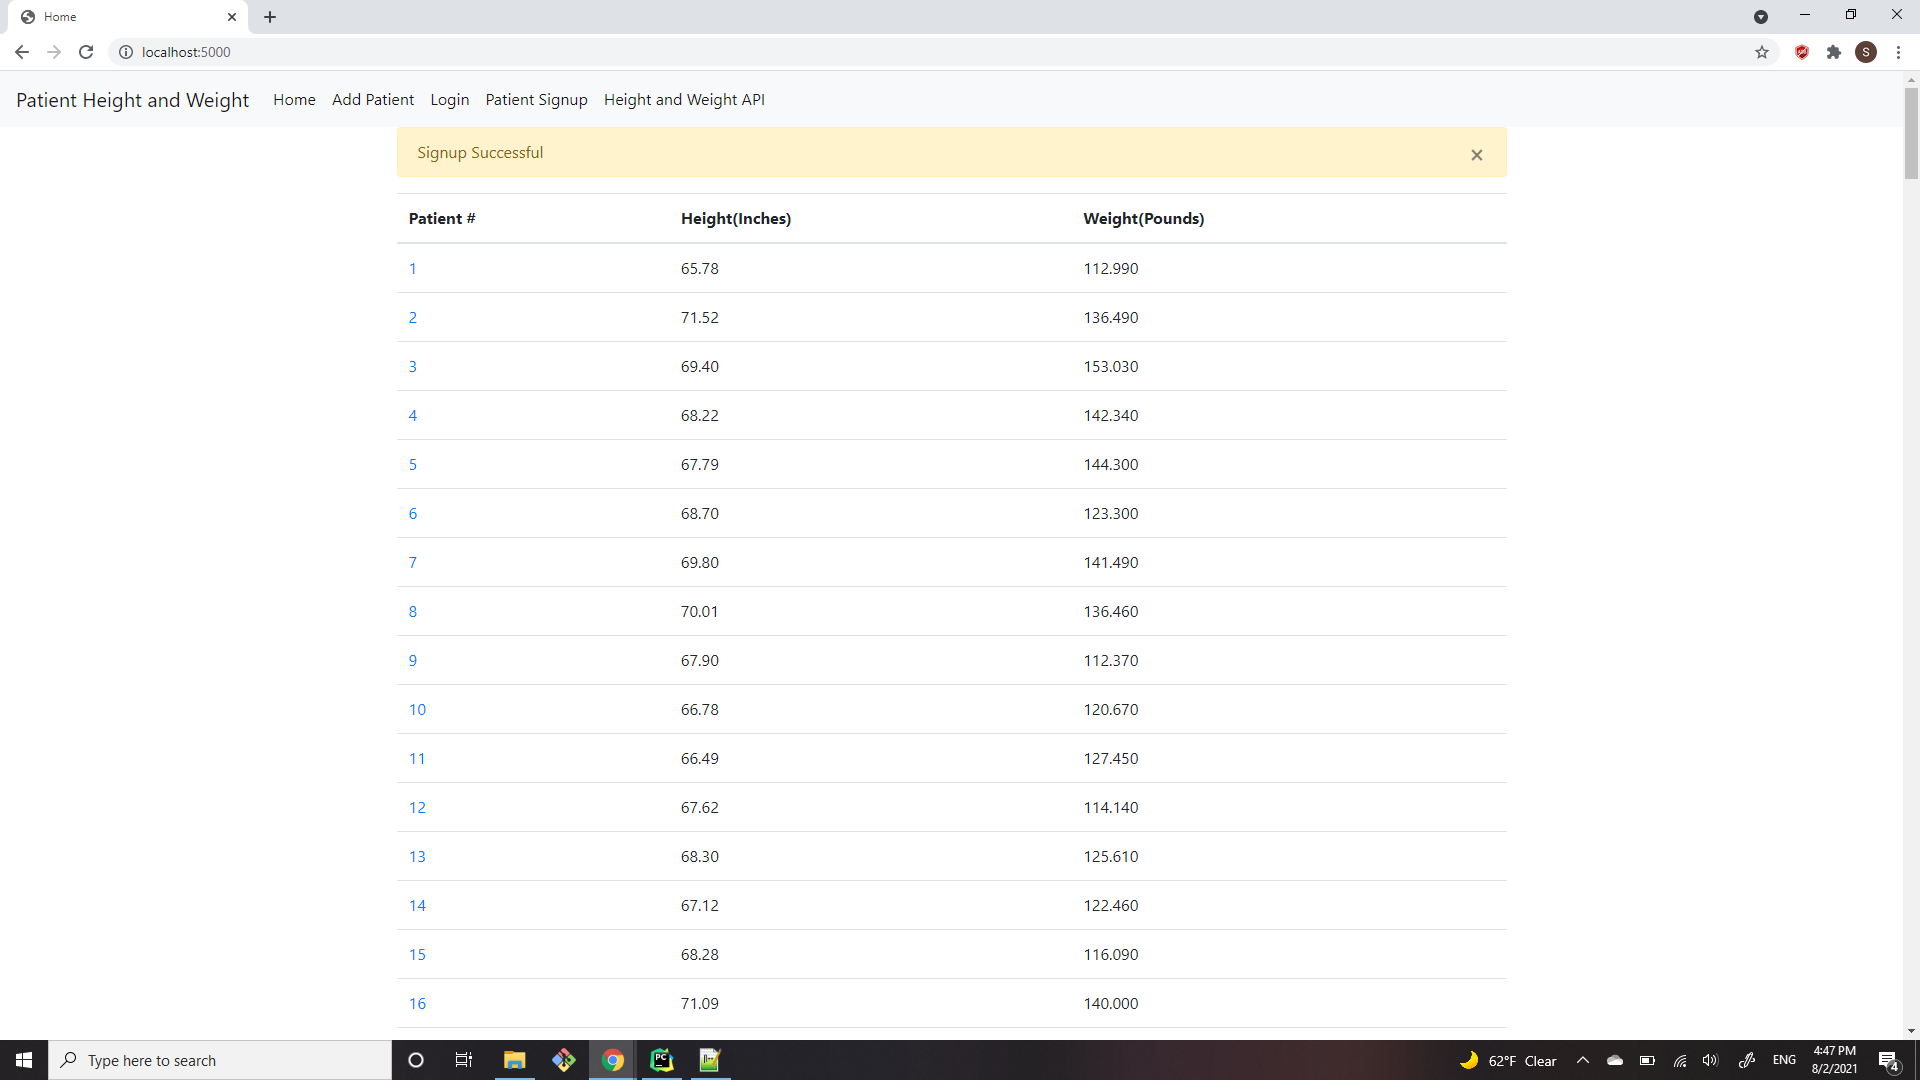 Home
localhost:5000
S
Patient Height and Weight Home Add Patient Login Patient Signup Height and Weight API
Signup Successful ×
Patient # Height(Inches) Weight(Pounds)
1 65.78 112.990
2 71.52 136.490
3 69.40 153.030
4 68.22 142.340
5 67.79 144.300
6 68.70 123.300
7 69.80 141.490
8 70.01 136.460
9 67.90 112.370
10 66.78 120.670
11 66.49 127.450
12 67.62 114.140
13 68.30 125.610
14 67.12 122.460
15 68.28 116.090
16 71.09 140.000
Type here to search
PC
62°F Clear
ENG
4:47 PM
8/2/2021
4